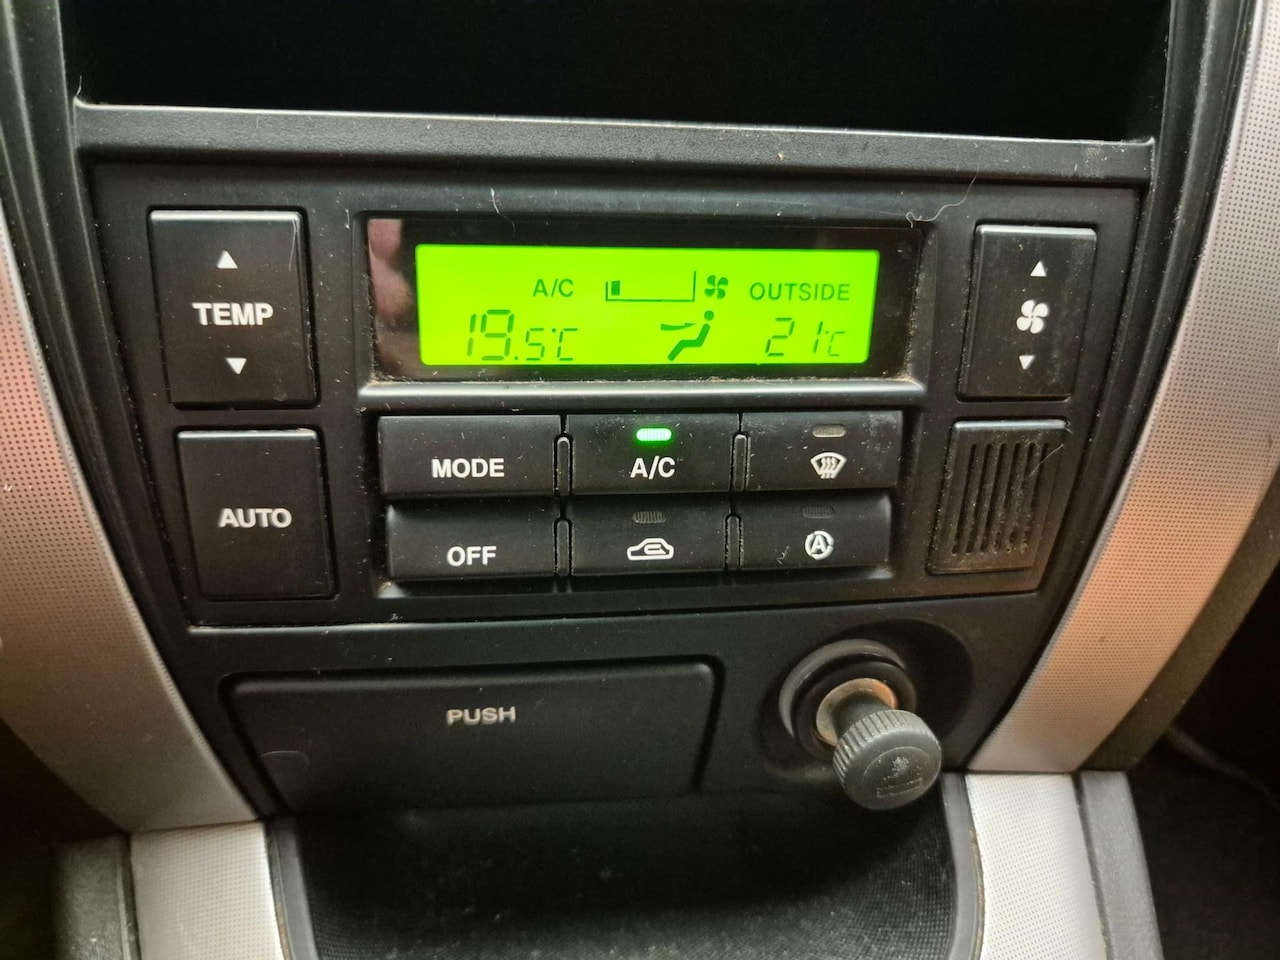 A/C OUTSIDE
19.5°C 21°C
TEMP
MODE A/C
AUTO
OFF A
PUSH